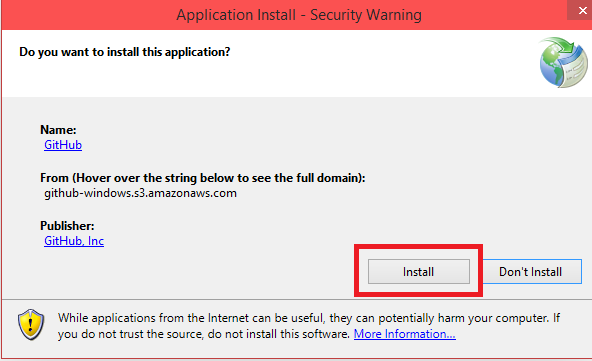 Application Install - Security Warning
Do you want to install this application?
Name:
GitHub
From (Hover over the string below to see the full domain):
github-windows.s3.amazonaws.com
Publisher:
GitHub, Inc
Install
Don't Install
While applications from the Internet can be useful, they can potentially harm your computer. If
you do not trust the source, do not install this software. More Information...